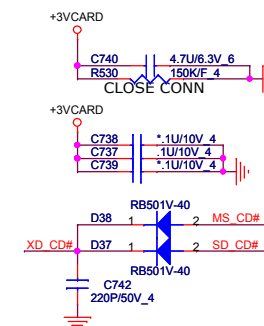 +3VCARD
C740 4.7U/6.3V_6
R530 150K/F_4
CLOSE CONN
+3VCARD
C738 *.1U/10V_4
C737 .1U/10V_4
C739 *.1U/10V_4
RB501V-40
D38 1 2 MS_CD#
XD_CD# D37 1 2 SD_CD#
RB501V-40
C742
220P/50V_4